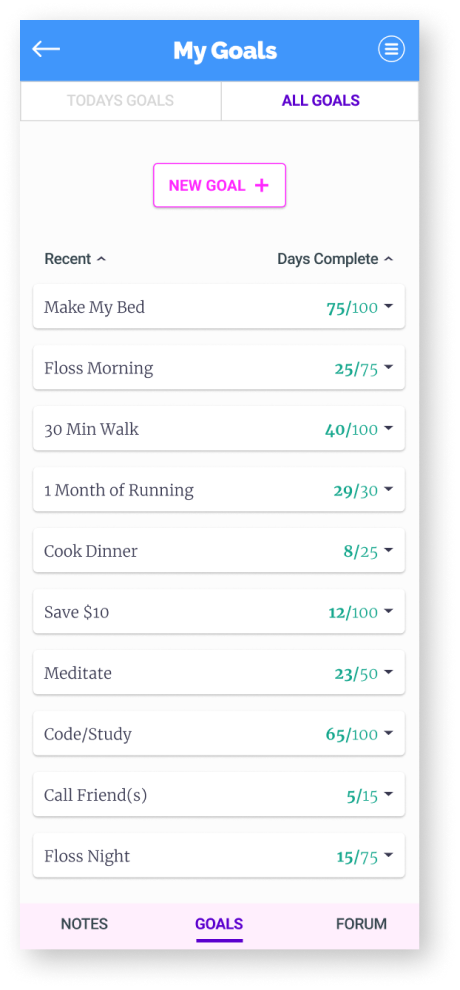 My Goals
TODAYS GOALS ALL GOALS
NEW GOAL +
Recent Days Complete
Make My Bed 75/100
Floss Morning 25/75
30 Min Walk 40/100
1 Month of Running 29/30
Cook Dinner 8/25
Save $10 12/100
Meditate 23/50
Code/Study 65/100
Call Friend(s) 5/15
Floss Night 15/75
NOTES GOALS FORUM